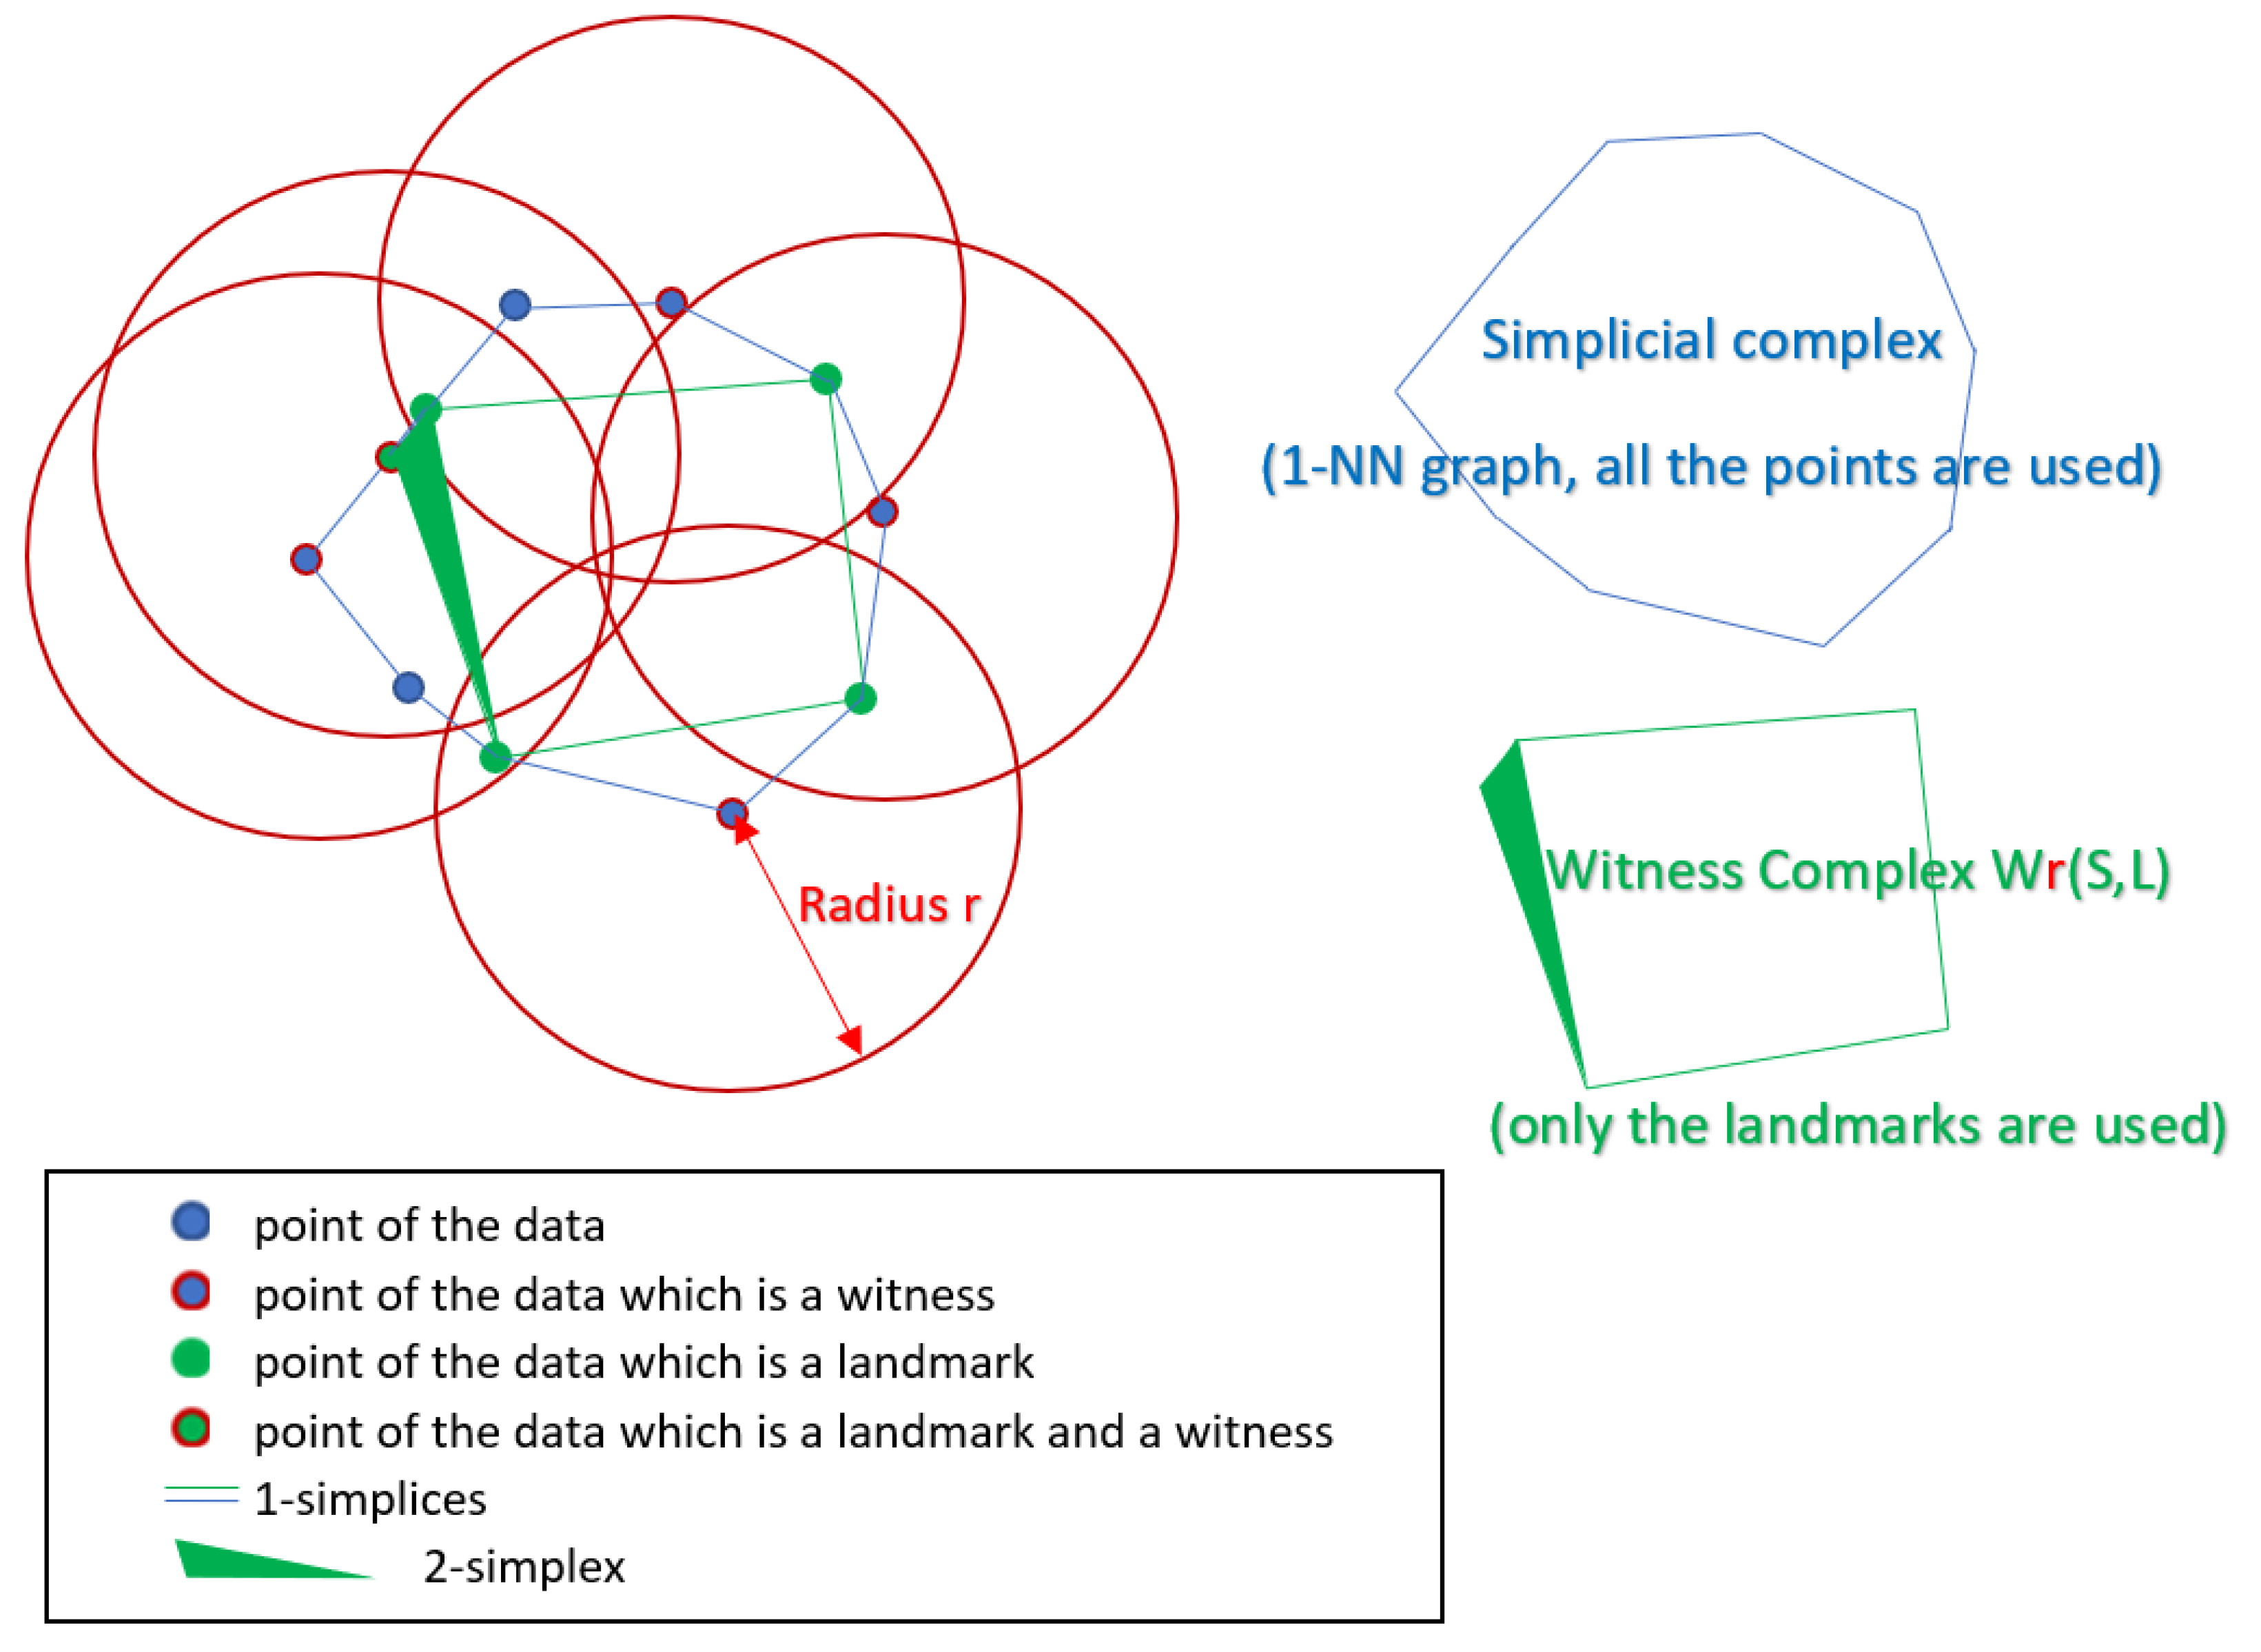 Simplicial complex
(1-NN graph, all the points are used)
Radius r
Witness Complex Wr(S,L)
(only the landmarks are used)
point of the data
point of the data which is a witness
point of the data which is a landmark
point of the data which is a landmark and a witness
1-simplices
2-simplex